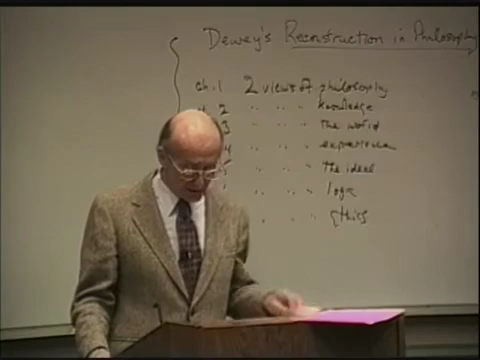 Dewey's Reconstruction in Philosophy
ch. 1 2 views of philosophy
2 " " " knowledge
3 " " " the world
4 " " " experience
" " " the ideal
" " " logic
" " " ethics